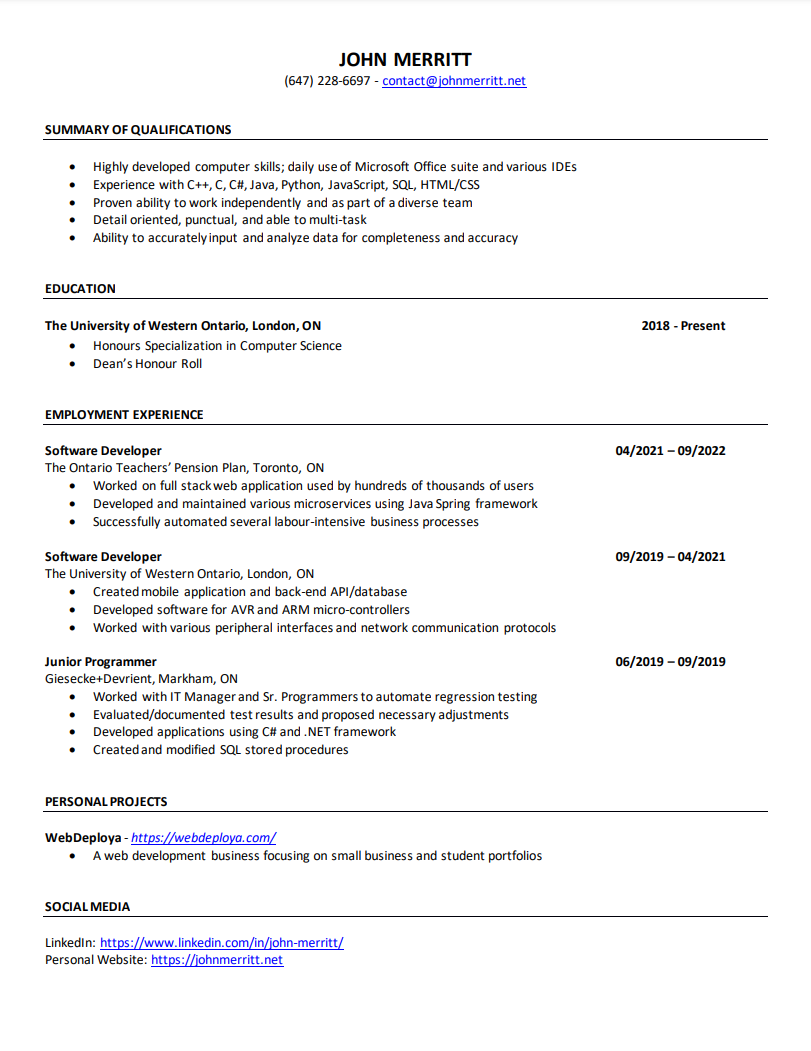 JOHN MERRITT
(647) 228-6697 - contact@johnmerritt.net
SUMMARY OF QUALIFICATIONS
• Highly developed computer skills; daily use of Microsoft Office suite and various IDEs
• Experience with C++, C, C#, Java, Python, JavaScript, SQL, HTML/CSS
• Proven ability to work independently and as part of a diverse team
• Detail oriented, punctual, and able to multi-task
• Ability to accurately input and analyze data for completeness and accuracy
EDUCATION
The University of Western Ontario, London, ON 2018 - Present
• Honours Specialization in Computer Science
• Dean’s Honour Roll
EMPLOYMENT EXPERIENCE
Software Developer 04/2021 – 09/2022
The Ontario Teachers’ Pension Plan, Toronto, ON
• Worked on full stack web application used by hundreds of thousands of users
• Developed and maintained various microservices using Java Spring framework
• Successfully automated several labour-intensive business processes
Software Developer 09/2019 – 04/2021
The University of Western Ontario, London, ON
• Created mobile application and back-end API/database
• Developed software for AVR and ARM micro-controllers
• Worked with various peripheral interfaces and network communication protocols
Junior Programmer 06/2019 – 09/2019
Giesecke+Devrient, Markham, ON
• Worked with IT Manager and Sr. Programmers to automate regression testing
• Evaluated/documented test results and proposed necessary adjustments
• Developed applications using C# and .NET framework
• Created and modified SQL stored procedures
PERSONAL PROJECTS
WebDeploya - https://webdeploya.com/
• A web development business focusing on small business and student portfolios
SOCIAL MEDIA
LinkedIn: https://www.linkedin.com/in/john-merritt/
Personal Website: https://johnmerritt.net